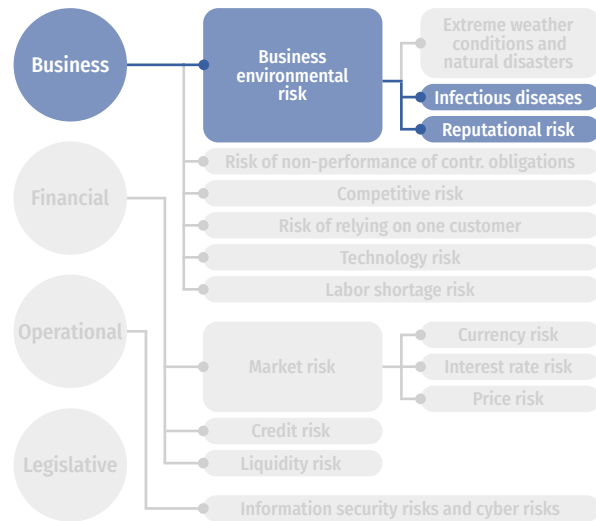 Business
Business
environmental
risk
Extreme weather
conditions and
natural disasters
Infectious diseases
Reputational risk
Risk of non-performance of contr. obligations
Competitive risk
Risk of relying on one customer
Technology risk
Labor shortage risk
Financial
Market risk
Currency risk
Interest rate risk
Price risk
Credit risk
Liquidity risk
Operational
Information security risks and cyber risks
Legislative